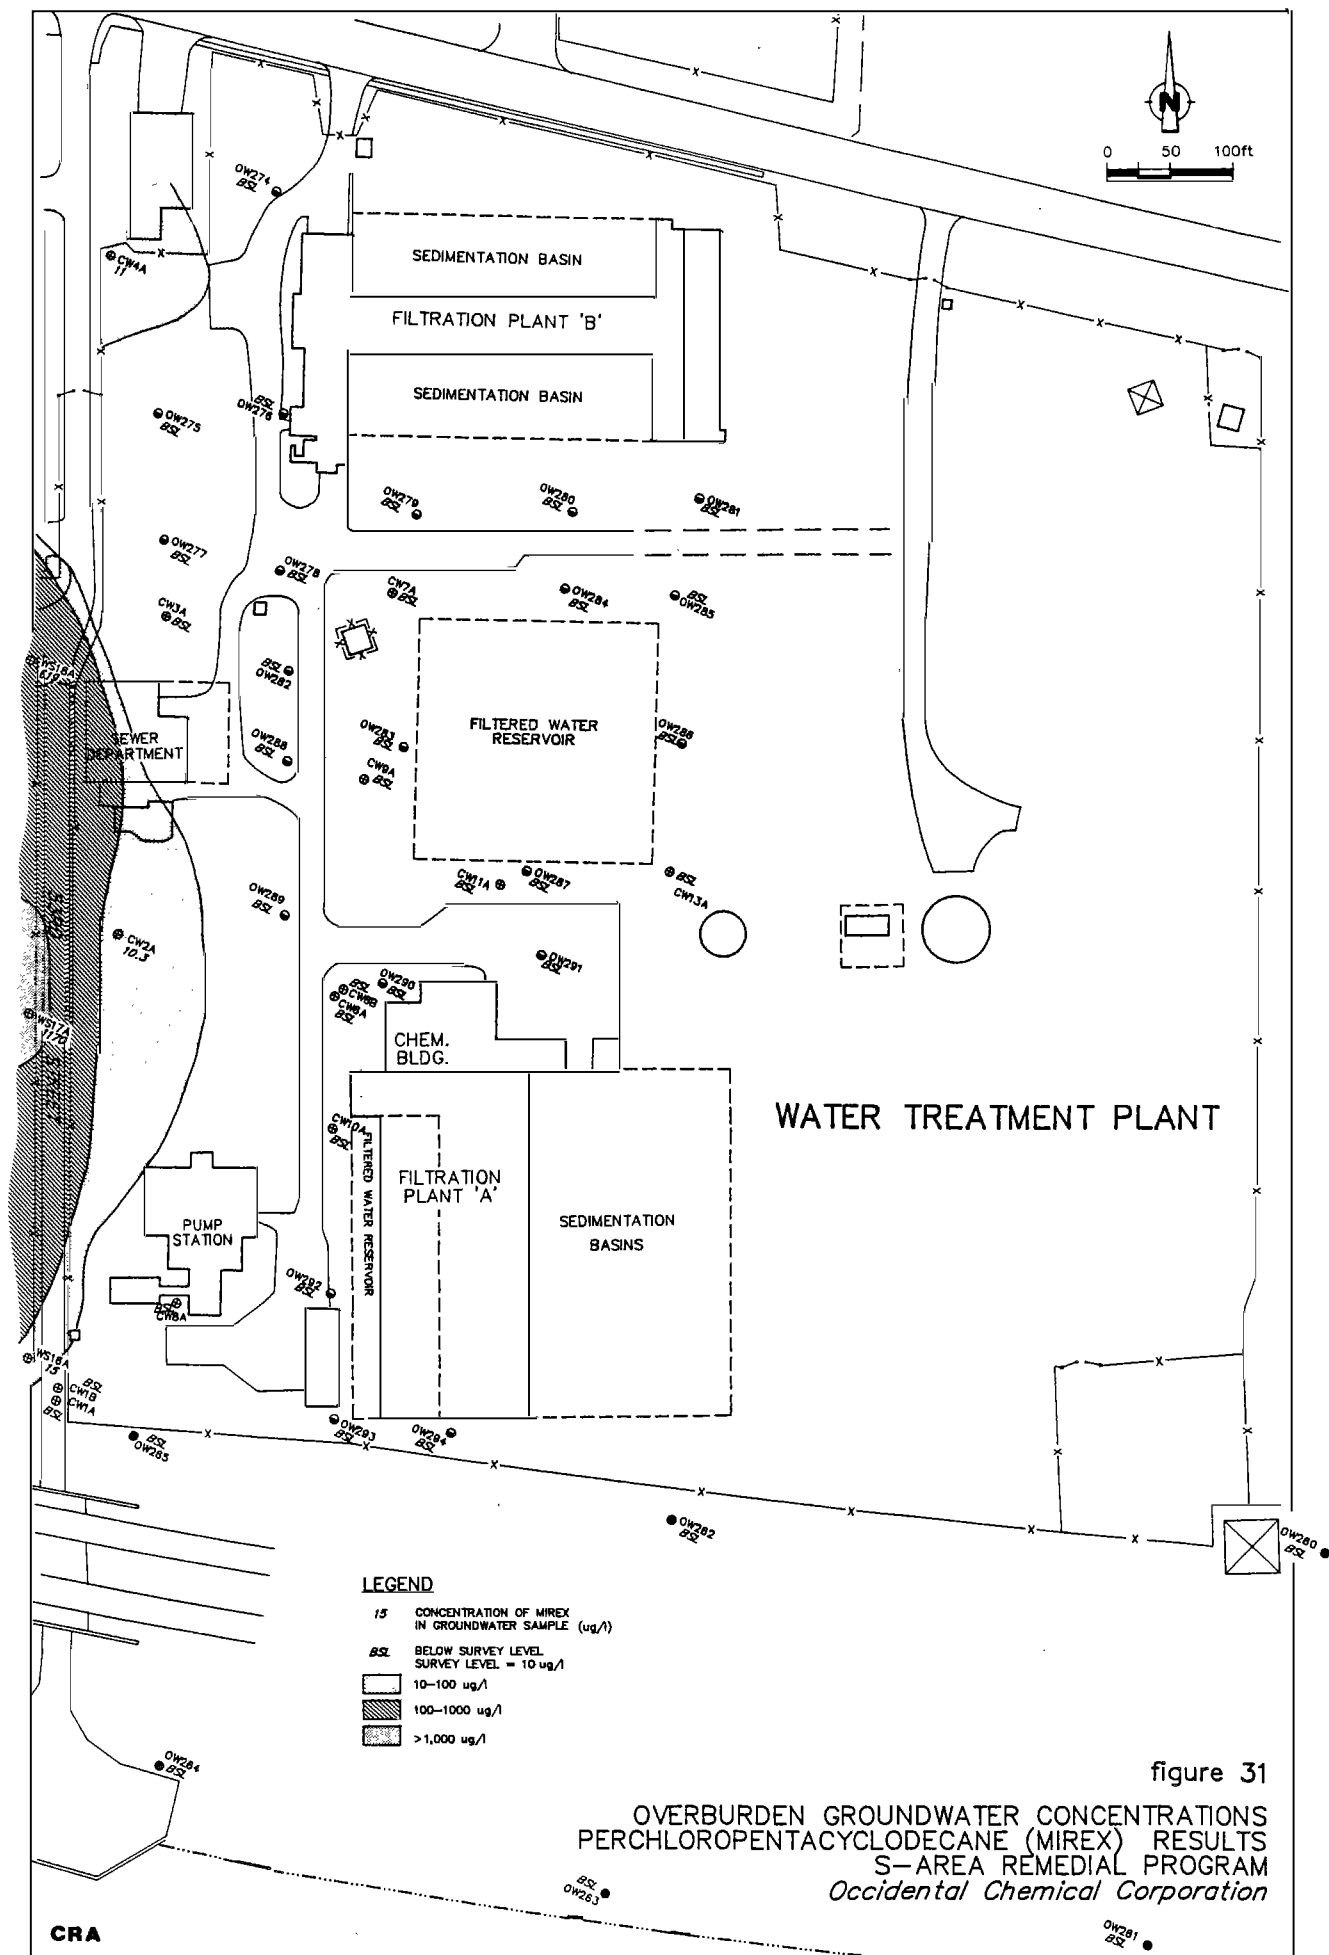 N
0 50 100ft
OW274
BSL
CW4A
11
SEDIMENTATION BASIN
FILTRATION PLANT 'B'
SEDIMENTATION BASIN
BSL
OW276
OW275
BSL
OW279
BSL
OW280
BSL
OW281
BSL
OW277
BSL
OW278
BSL
CW7A
BSL
OW284
BSL
BSL
OW285
CW3A
BSL
BSL
OW282
WS18A
619
SEWER
DEPARTMENT
OW288
BSL
OW283
BSL
CW9A
BSL
FILTERED WATER
RESERVOIR
OW286
BSL
CW11A
BSL
OW287
BSL
BSL
CW13A
OW289
BSL
CW2A
10.3
OW291
BSL
OW290
BSL
BSL
CW6B
CW6A
BSL
WS17A
1170
STREET
CHEM.
BLDG.
WATER TREATMENT PLANT
CW10A
BSL
FILTERED WATER RESERVOIR
FILTRATION
PLANT 'A'
SEDIMENTATION
BASINS
PUMP
STATION
OW292
BSL
BSL
CW8A
WS16A
15
BSL
CW1B
CW1A
BSL
BSL
OW265
OW293
BSL
OW294
BSL
OW262
BSL
OW260
BSL
LEGEND
15 CONCENTRATION OF MIREX
IN GROUNDWATER SAMPLE (ug/l)
BSL BELOW SURVEY LEVEL
SURVEY LEVEL = 10 ug/l
10–100 ug/l
100–1000 ug/l
>1,000 ug/l
OW264
BSL
figure 31
OVERBURDEN GROUNDWATER CONCENTRATIONS
PERCHLOROPENTACYCLODECANE (MIREX) RESULTS
S–AREA REMEDIAL PROGRAM
Occidental Chemical Corporation
BSL
OW263
OW261
BSL
CRA